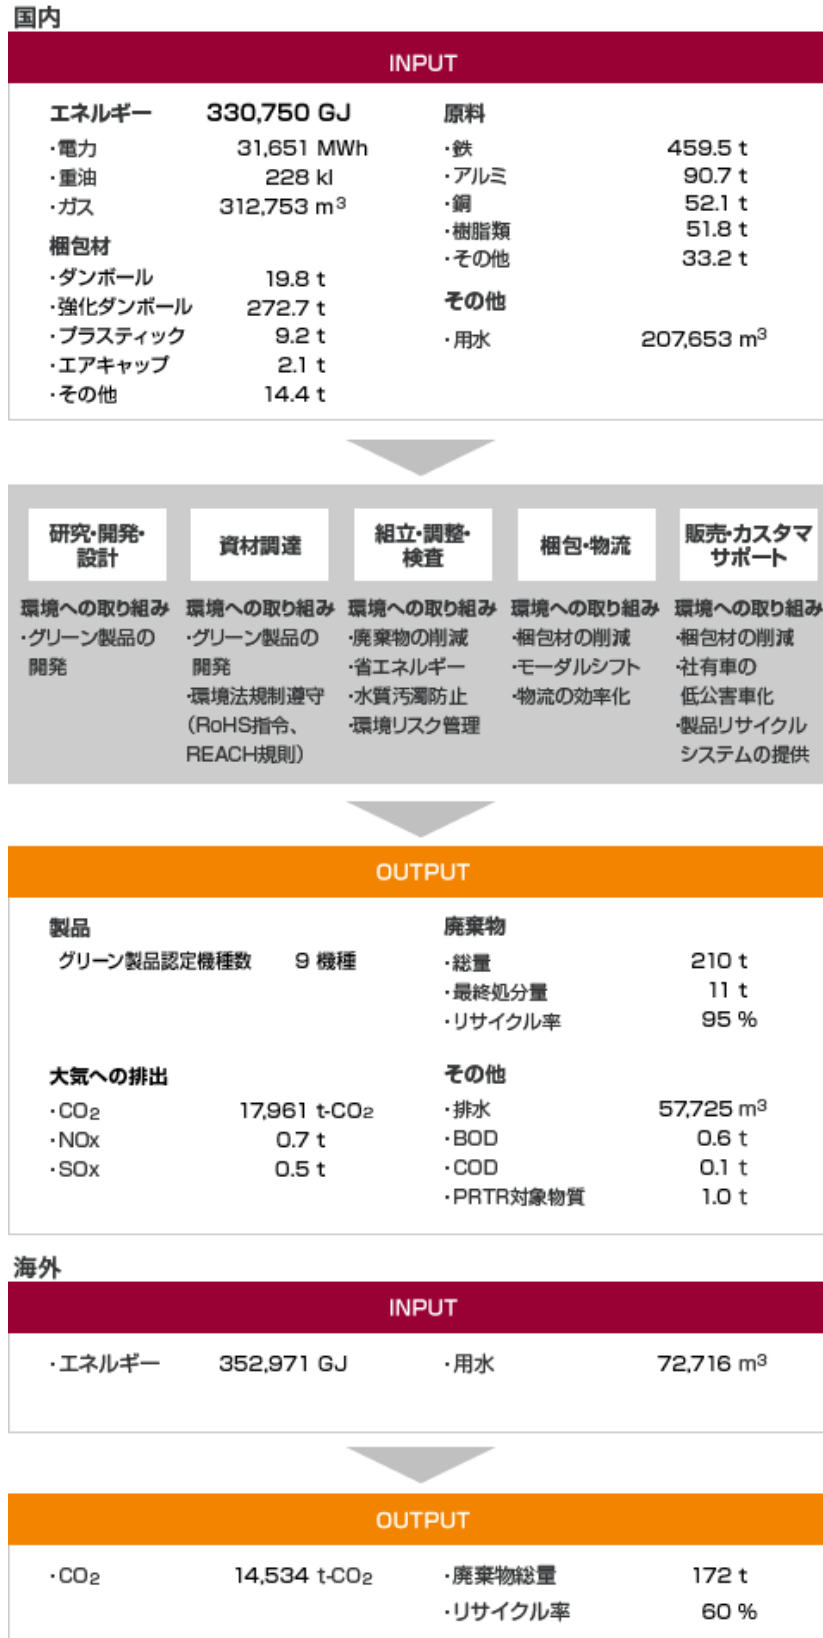 国内
INPUT
エネルギー 330,750 GJ
・電力 31,651 MWh
・重油 228 kl
・ガス 312,753 m³
梱包材
・ダンボール 19.8 t
・強化ダンボール 272.7 t
・プラスティック 9.2 t
・エアキャップ 2.1 t
・その他 14.4 t
原料
・鉄 459.5 t
・アルミ 90.7 t
・銅 52.1 t
・樹脂類 51.8 t
・その他 33.2 t
その他
・用水 207,653 m³
研究・開発・
設計
環境への取り組み
・グリーン製品の
開発
資材調達
環境への取り組み
・グリーン製品の
開発
・環境法規制遵守
（RoHS指令、
REACH規則）
組立・調整・
検査
環境への取り組み
・廃棄物の削減
・省エネルギー
・水質汚濁防止
・環境リスク管理
梱包・物流
環境への取り組み
・梱包材の削減
・モーダルシフト
・物流の効率化
販売・カスタマ
サポート
環境への取り組み
・梱包材の削減
・社有車の
低公害車化
・製品リサイクル
システムの提供
OUTPUT
製品
グリーン製品認定機種数 9 機種
大気への排出
・CO₂ 17,961 t-CO₂
・NOx 0.7 t
・SOx 0.5 t
廃棄物
・総量 210 t
・最終処分量 11 t
・リサイクル率 95 %
その他
・排水 57,725 m³
・BOD 0.6 t
・COD 0.1 t
・PRTR対象物質 1.0 t
海外
INPUT
・エネルギー 352,971 GJ
・用水 72,716 m³
OUTPUT
・CO₂ 14,534 t-CO₂
・廃棄物総量 172 t
・リサイクル率 60 %